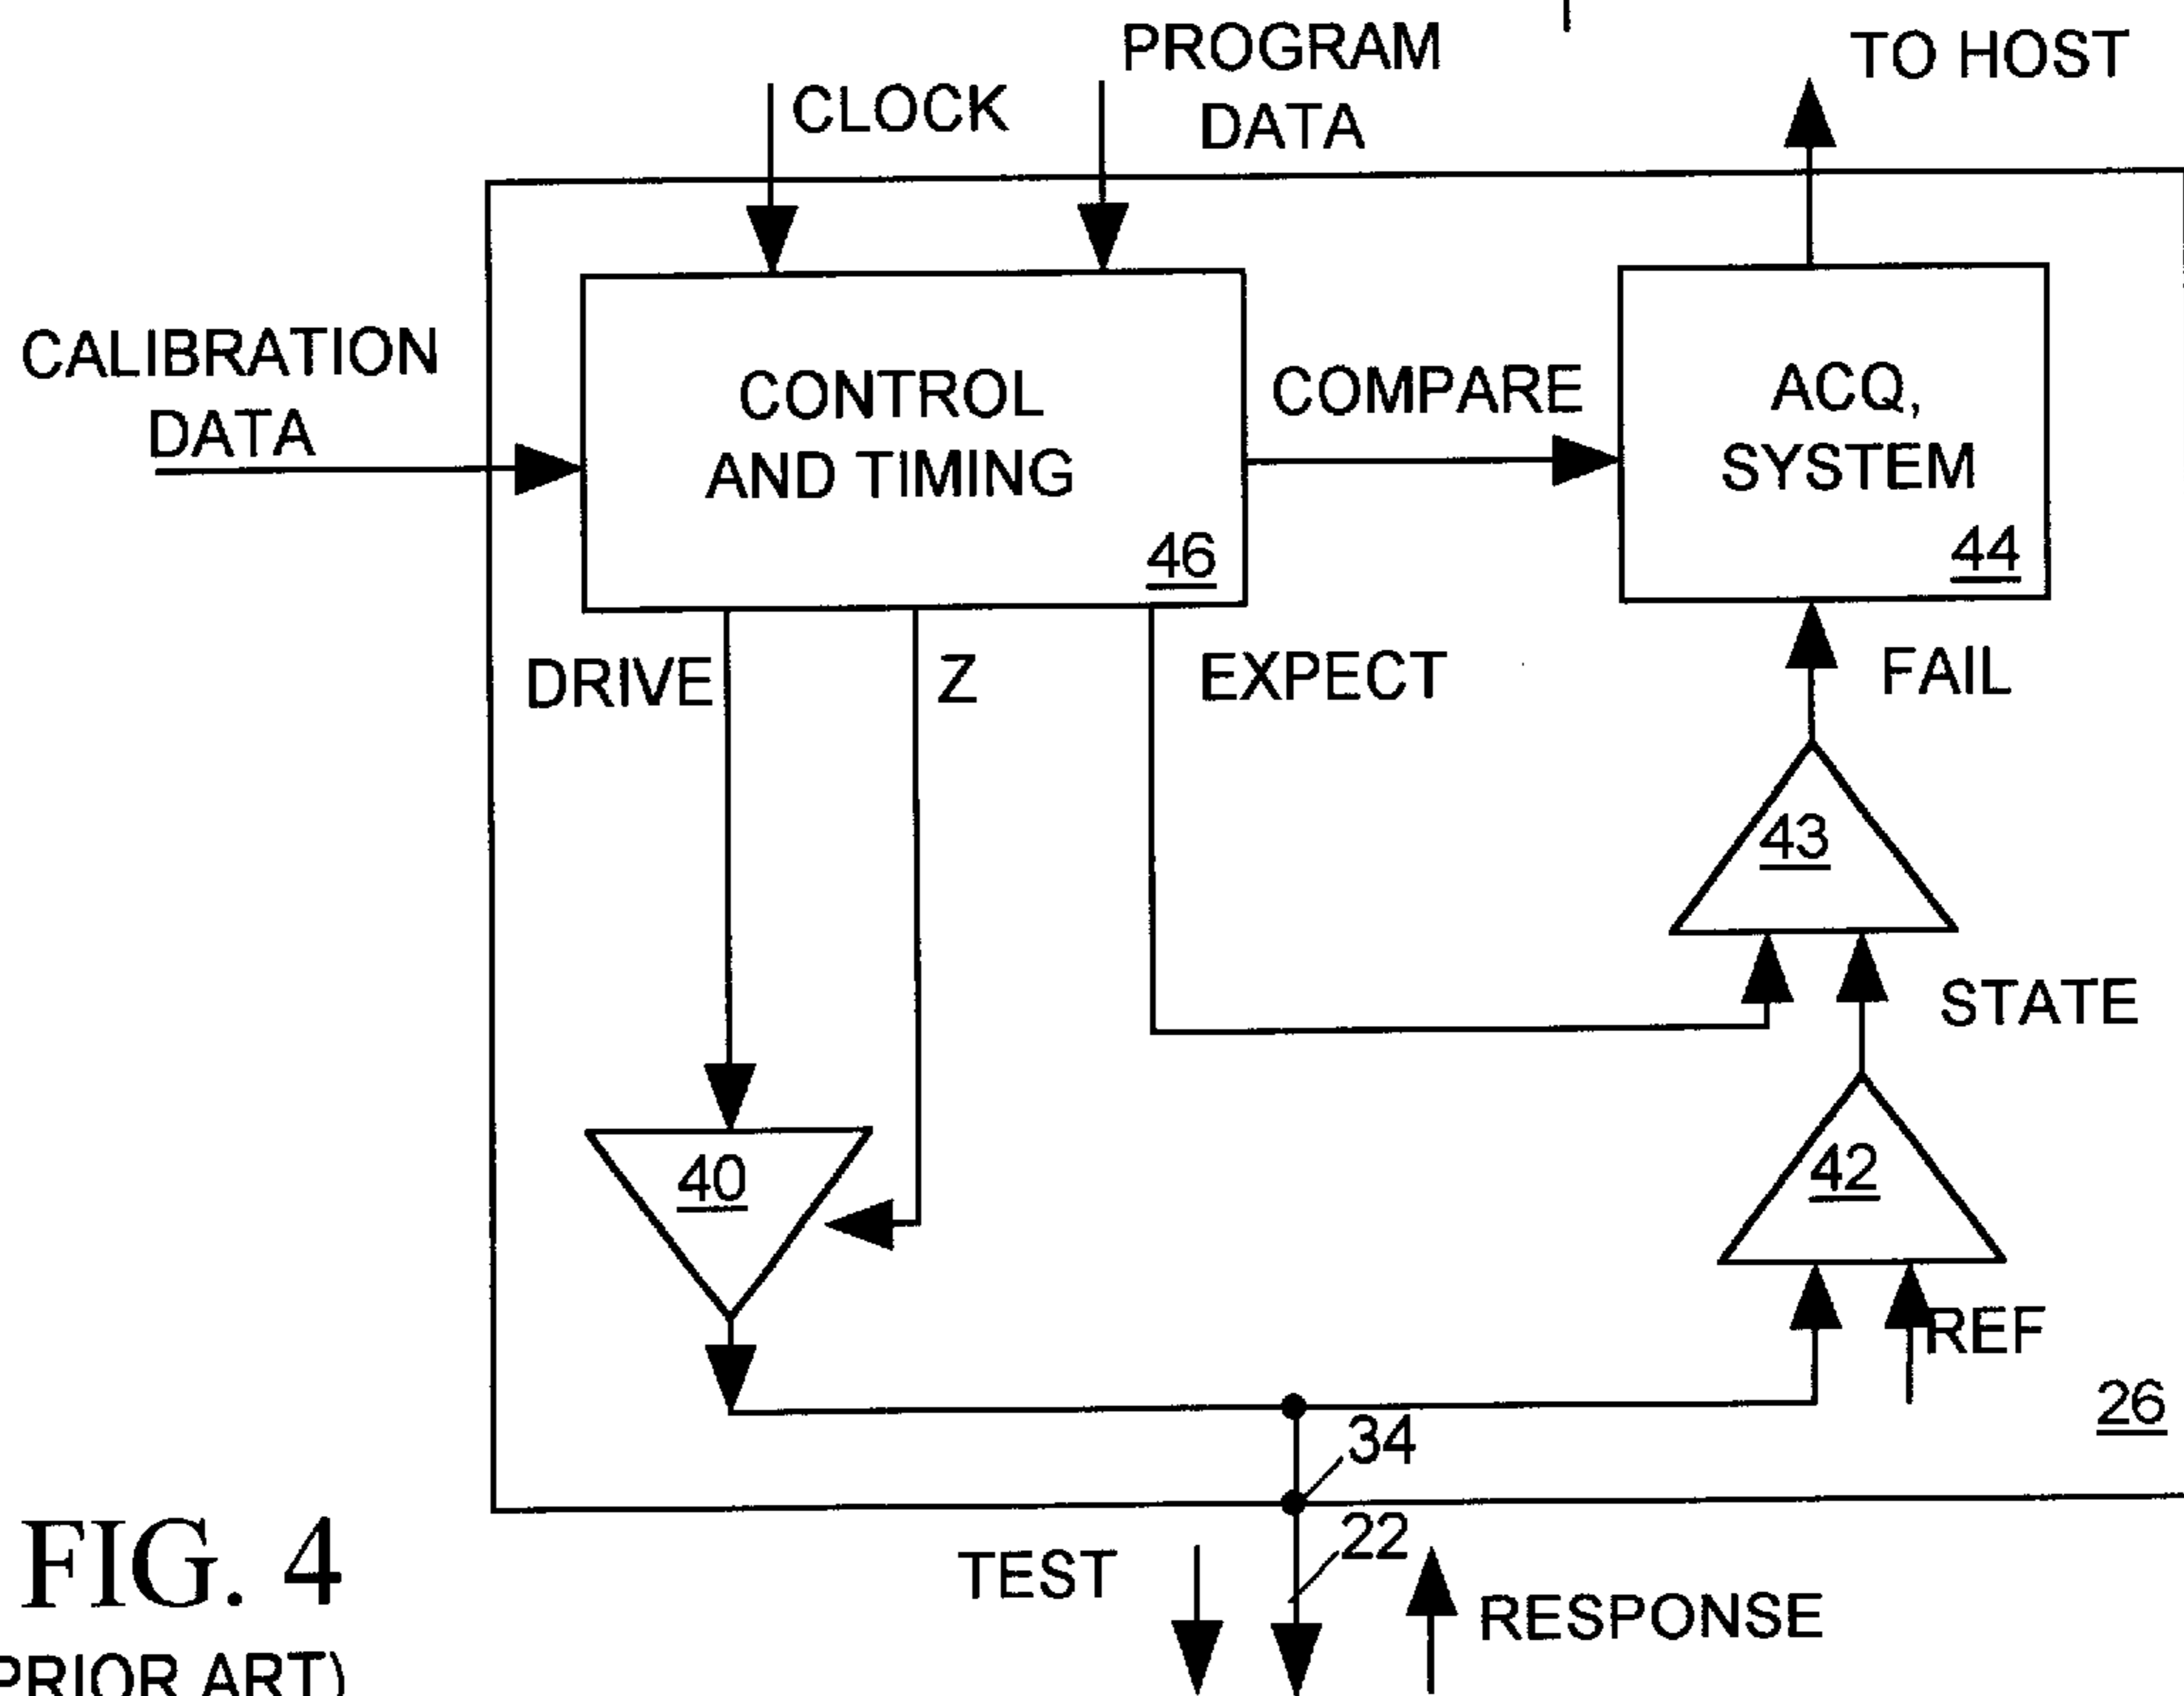 PROGRAM
DATA
TO HOST
CLOCK
CALIBRATION
DATA
CONTROL
AND TIMING
46
COMPARE
ACQ,
SYSTEM
44
DRIVE
Z
EXPECT
FAIL
43
STATE
40
42
REF
26
34
22
TEST
RESPONSE
FIG. 4
PRIOR ART)